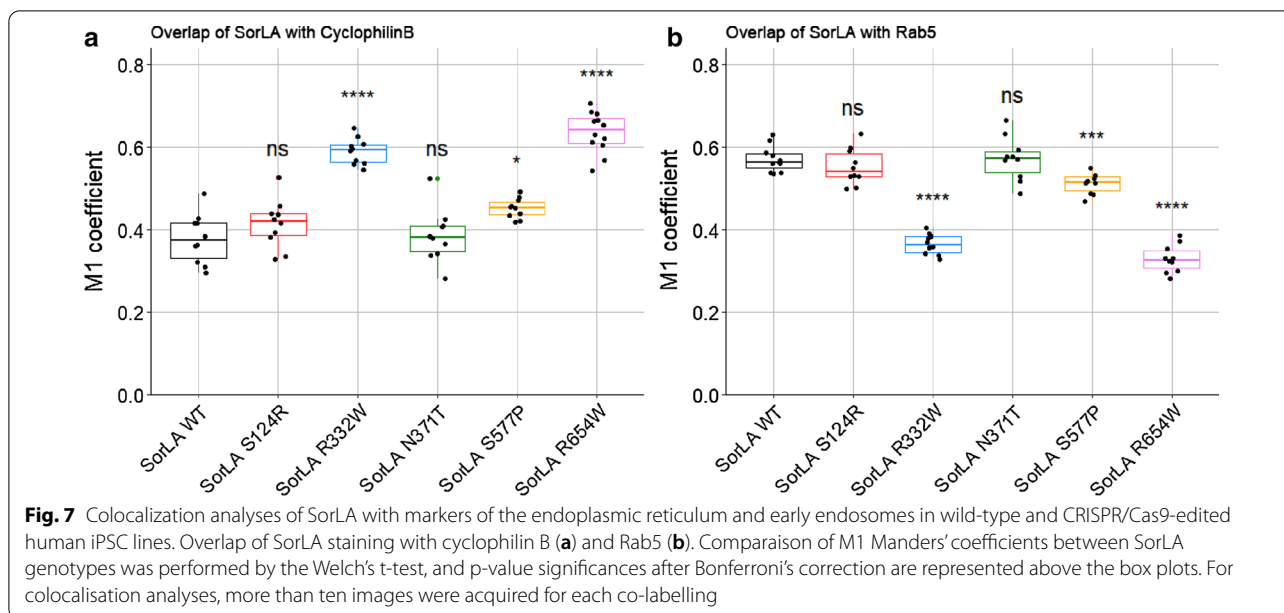 a
Overlap of SorLA with CyclophilinB
0.8
0.6
0.4
0.2
0.0
M1 coefficient
ns
****
ns
*
****
SorLA WT
SorLA S124R
SorLA R332W
SorLA N371T
SorLA S577P
SorLA R654W
b
Overlap of SorLA with Rab5
0.8
0.6
0.4
0.2
0.0
M1 coefficient
ns
****
ns
***
****
SorLA WT
SorLA S124R
SorLA R332W
SorLA N371T
SorLA S577P
SorLA R654W
Fig. 7 Colocalization analyses of SorLA with markers of the endoplasmic reticulum and early endosomes in wild-type and CRISPR/Cas9-edited
human iPSC lines. Overlap of SorLA staining with cyclophilin B (a) and Rab5 (b). Comparaison of M1 Manders' coefficients between SorLA
genotypes was performed by the Welch's t-test, and p-value significances after Bonferroni's correction are represented above the box plots. For
colocalisation analyses, more than ten images were acquired for each co-labelling